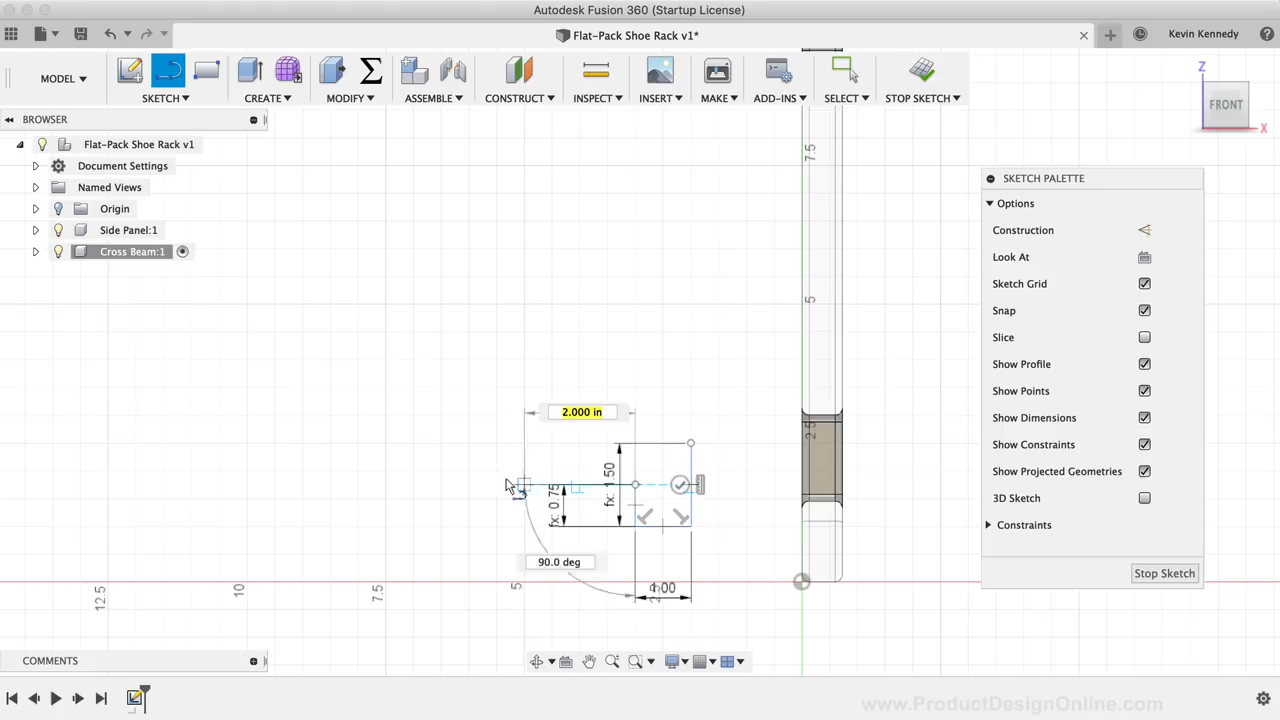 Autodesk Fusion 360 (Startup License)
Flat-Pack Shoe Rack v1*
Kevin Kennedy
MODEL
SKETCH
CREATE
MODIFY
ASSEMBLE
CONSTRUCT
INSPECT
INSERT
MAKE
ADD-INS
SELECT
STOP SKETCH
Z
FRONT
X
BROWSER
Flat-Pack Shoe Rack v1
Document Settings
Named Views
Origin
Side Panel:1
Cross Beam:1
7.5
5
2.5
SKETCH PALETTE
Options
Construction
Look At
Sketch Grid
Snap
Slice
Show Profile
Show Points
Show Dimensions
Show Constraints
Show Projected Geometries
3D Sketch
Constraints
Stop Sketch
2.000 in
fx: 1.50
fx: 0.75
90.0 deg
12.5
10
7.5
5
COMMENTS
www.ProductDesignOnline.com